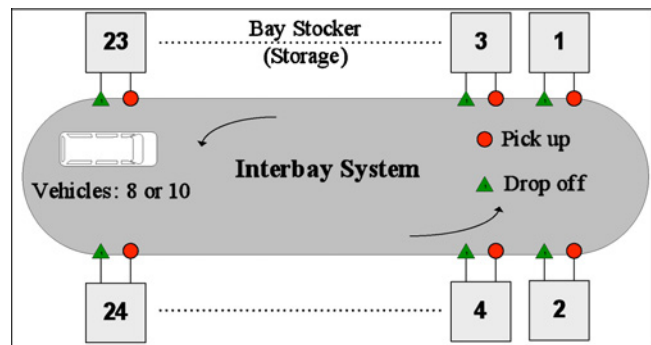 23
Bay Stocker
(Storage)
3
1
Pick up
Interbay System
Drop off
Vehicles: 8 or 10
24
4
2